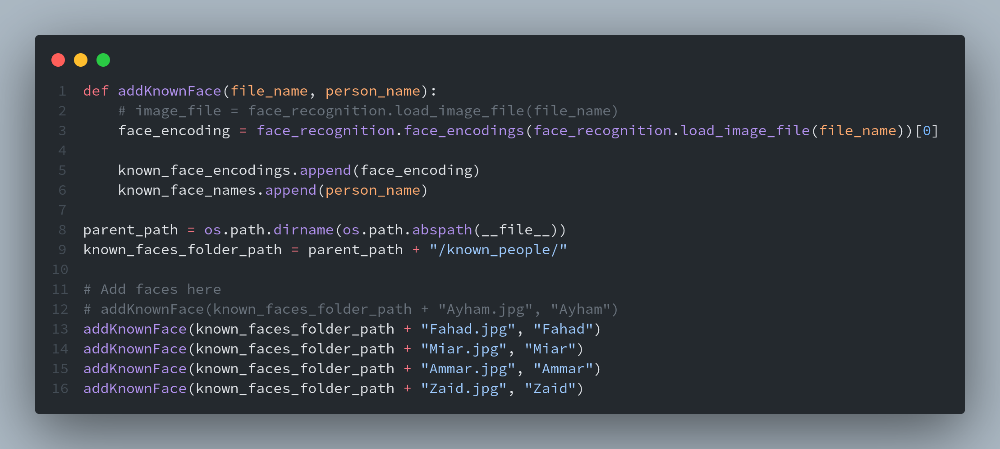 1 def addKnownFace(file_name, person_name):
2     # image_file = face_recognition.load_image_file(file_name)
3     face_encoding = face_recognition.face_encodings(face_recognition.load_image_file(file_name))[0]
4
5     known_face_encodings.append(face_encoding)
6     known_face_names.append(person_name)
7
8 parent_path = os.path.dirname(os.path.abspath(__file__))
9 known_faces_folder_path = parent_path + "/known_people/"
10
11 # Add faces here
12 # addKnownFace(known_faces_folder_path + "Ayham.jpg", "Ayham")
13 addKnownFace(known_faces_folder_path + "Fahad.jpg", "Fahad")
14 addKnownFace(known_faces_folder_path + "Miar.jpg", "Miar")
15 addKnownFace(known_faces_folder_path + "Ammar.jpg", "Ammar")
16 addKnownFace(known_faces_folder_path + "Zaid.jpg", "Zaid")